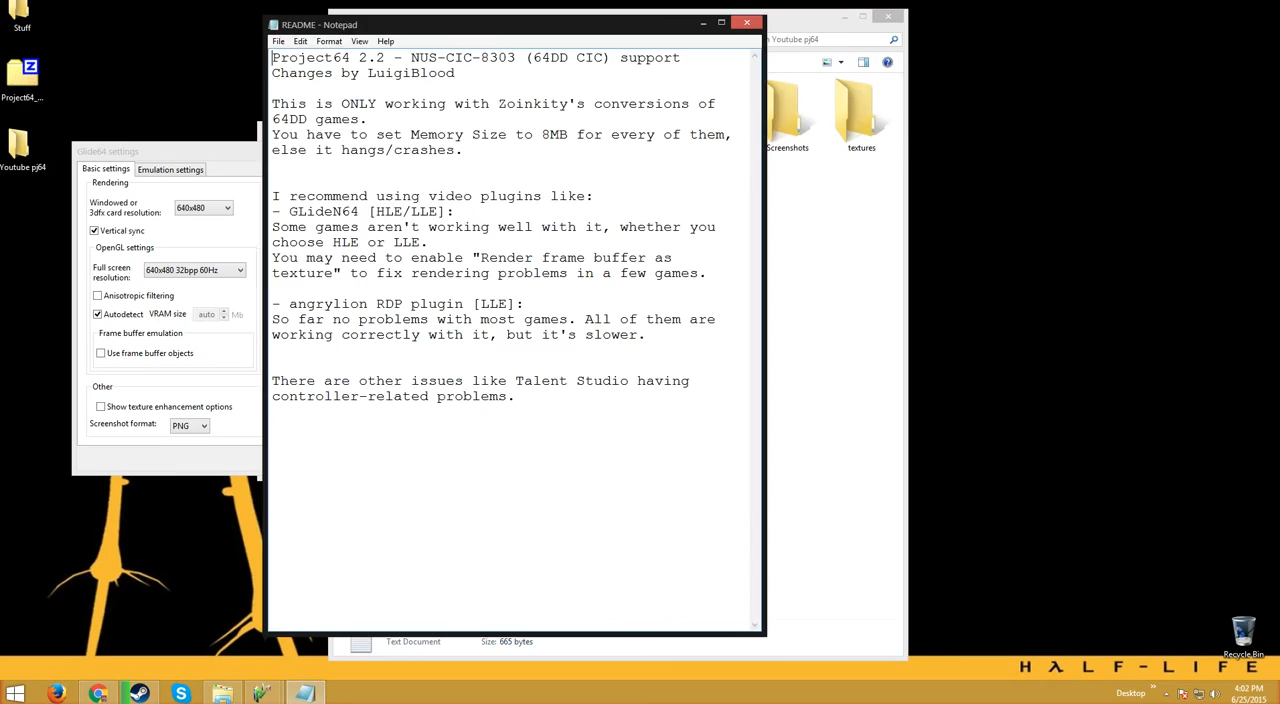 Stuff
Project64_...
Youtube pj64
Glide64 settings
Basic settings
Emulation settings
Rendering
Windowed or
3dfx card resolution:
640x480
Vertical sync
OpenGL settings
Full screen
resolution:
640x480 32bpp 60Hz
Anisotropic filtering
Autodetect
VRAM size
auto
Mb
Frame buffer emulation
Use frame buffer objects
Other
Show texture enhancement options
Screenshot format:
PNG
README - Notepad
File Edit Format View Help
Project64 2.2 - NUS-CIC-8303 (64DD CIC) support
Changes by LuigiBlood
This is ONLY working with Zoinkity's conversions of
64DD games.
You have to set Memory Size to 8MB for every of them,
else it hangs/crashes.
I recommend using video plugins like:
- GLideN64 [HLE/LLE]:
Some games aren't working well with it, whether you
choose HLE or LLE.
You may need to enable "Render frame buffer as
texture" to fix rendering problems in a few games.
- angrylion RDP plugin [LLE]:
So far no problems with most games. All of them are
working correctly with it, but it's slower.
There are other issues like Talent Studio having
controller-related problems.
Youtube pj64
Screenshots
textures
Text Document
Size: 665 bytes
Recycle Bin
HλLF-LIFE
Desktop
4:02 PM
6/25/2015